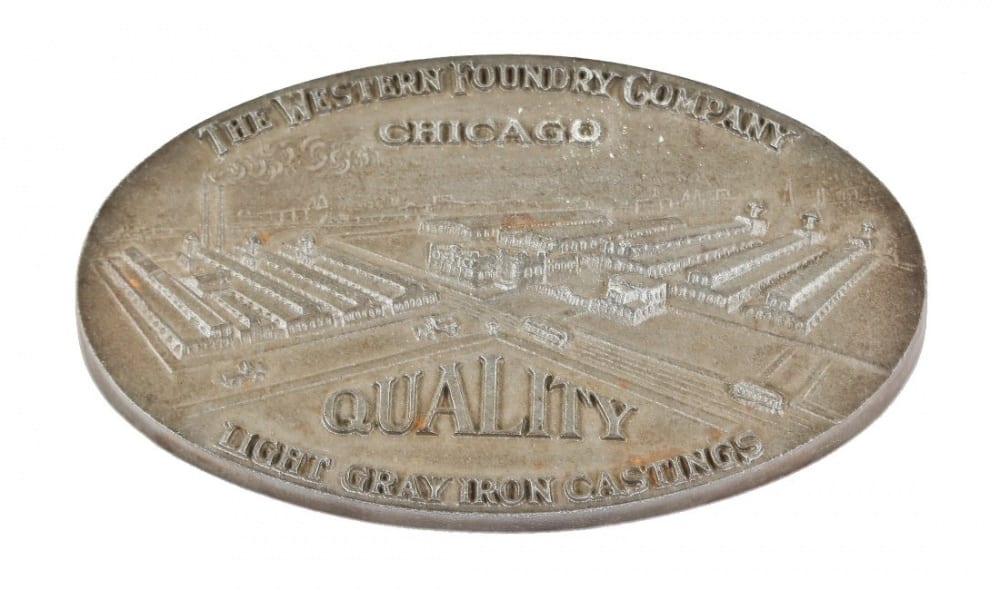 THE WESTERN FOUNDRY COMPANY
CHICAGO
QUALITY
LIGHT GRAY IRON CASTINGS